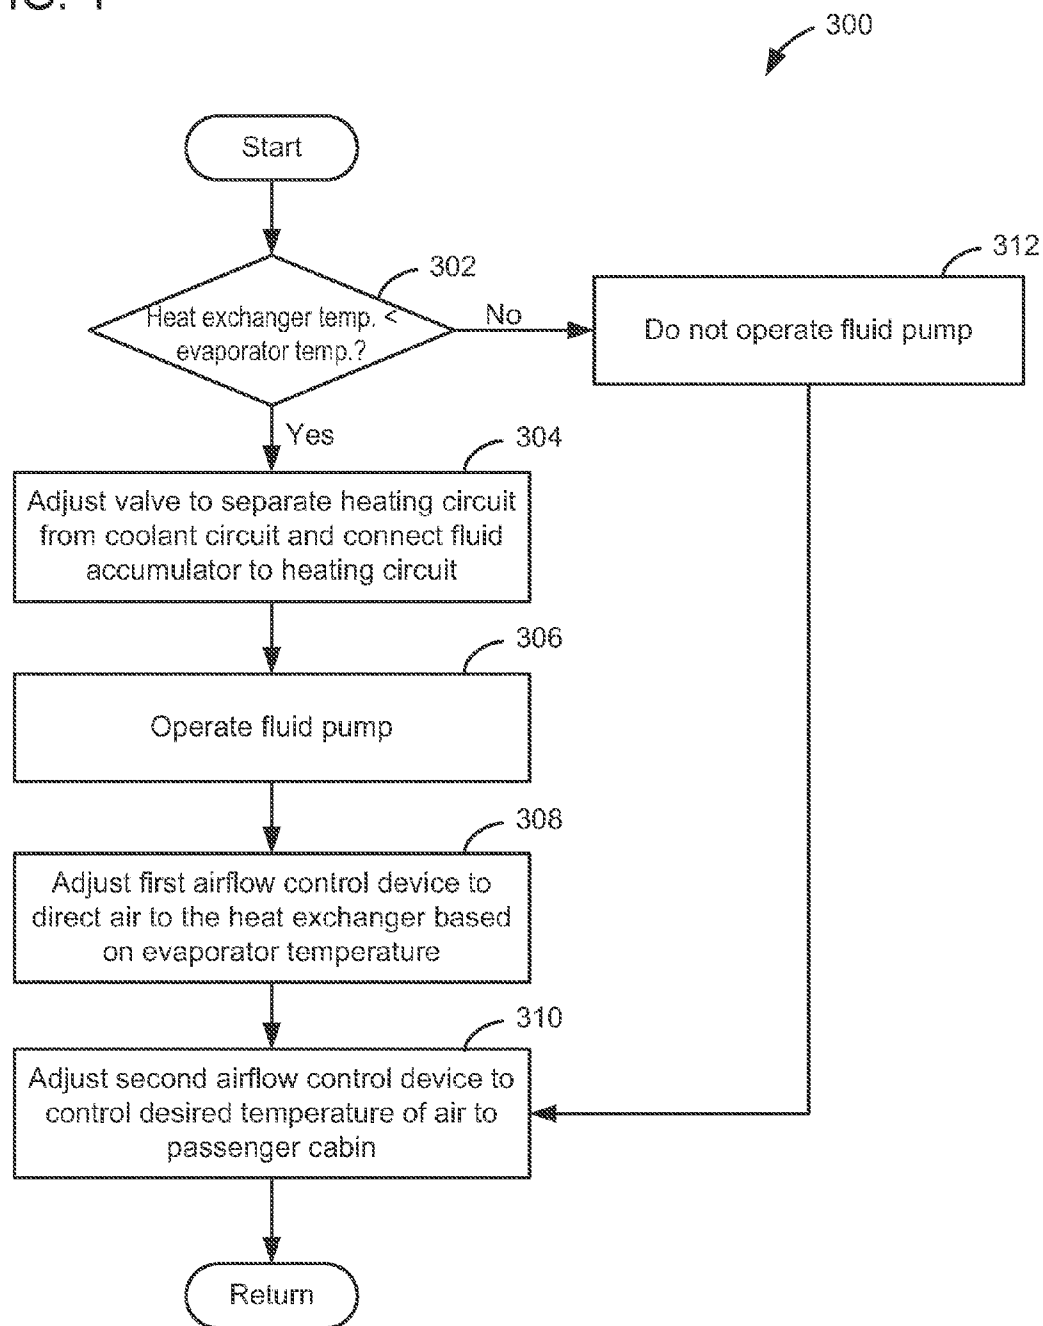 300
Start
302
Heat exchanger temp. <
evaporator temp.?
No
312
Do not operate fluid pump
Yes
304
Adjust valve to separate heating circuit
from coolant circuit and connect fluid
accumulator to heating circuit
306
Operate fluid pump
308
Adjust first airflow control device to
direct air to the heat exchanger based
on evaporator temperature
310
Adjust second airflow control device to
control desired temperature of air to
passenger cabin
Return